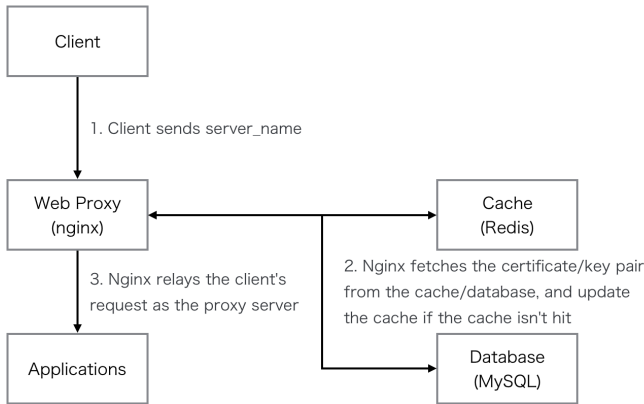 Client
1. Client sends server_name
Web Proxy
(nginx)
Cache
(Redis)
3. Nginx relays the client's
request as the proxy server
2. Nginx fetches the certificate/key pair
from the cache/database, and update
the cache if the cache isn't hit
Applications
Database
(MySQL)